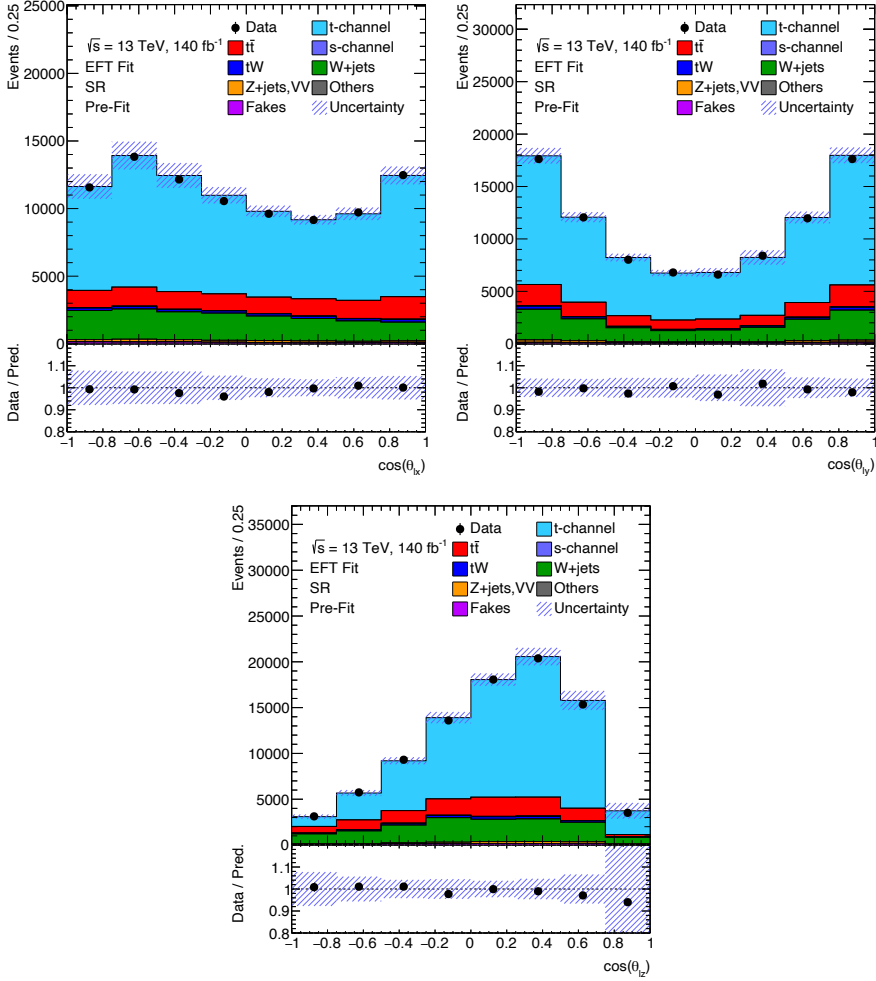 Events / 0.25
25000
20000
15000
10000
5000
0
√s = 13 TeV, 140 fb⁻¹
EFT Fit
SR
Pre-Fit
Data
tt̄
tW
Z+jets,VV
Fakes
t-channel
s-channel
W+jets
Others
Uncertainty
Data / Pred.
1.1
1
0.9
0.8
−1 −0.8 −0.6 −0.4 −0.2 0 0.2 0.4 0.6 0.8 1
cos(θlx)
Events / 0.25
30000
25000
20000
15000
10000
5000
0
√s = 13 TeV, 140 fb⁻¹
EFT Fit
SR
Pre-Fit
Data
tt̄
tW
Z+jets,VV
Fakes
t-channel
s-channel
W+jets
Others
Uncertainty
Data / Pred.
1.1
1
0.9
0.8
−1 −0.8 −0.6 −0.4 −0.2 0 0.2 0.4 0.6 0.8 1
cos(θly)
Events / 0.25
35000
30000
25000
20000
15000
10000
5000
0
√s = 13 TeV, 140 fb⁻¹
EFT Fit
SR
Pre-Fit
Data
tt̄
tW
Z+jets,VV
Fakes
t-channel
s-channel
W+jets
Others
Uncertainty
Data / Pred.
1.1
1
0.9
0.8
−1 −0.8 −0.6 −0.4 −0.2 0 0.2 0.4 0.6 0.8 1
cos(θlz)